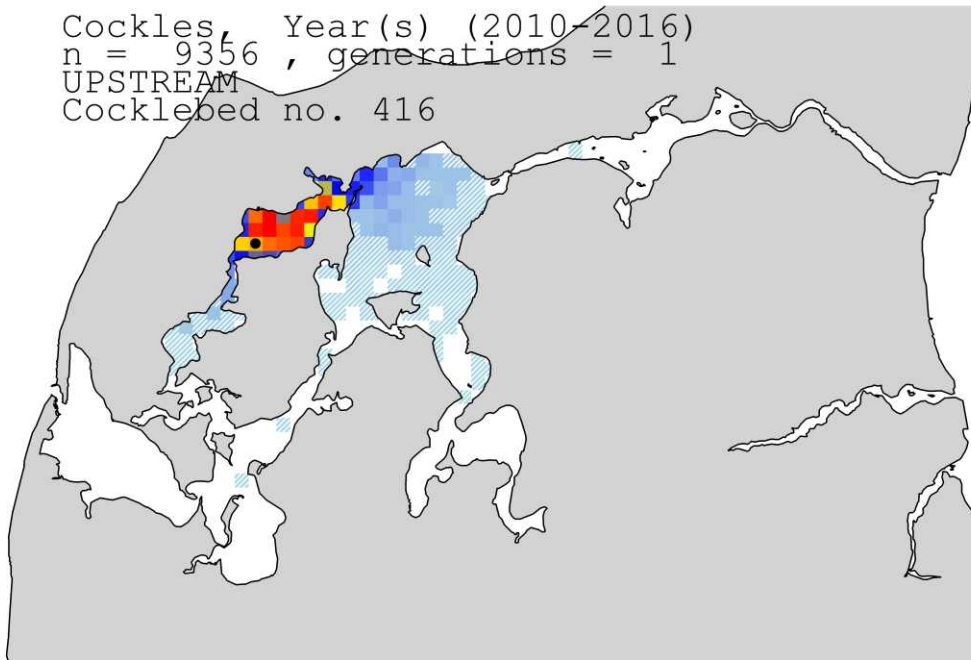 Cockles, Year(s) (2010-2016)
n = 9356 , generations = 1
UPSTREAM
Cocklebed no. 416